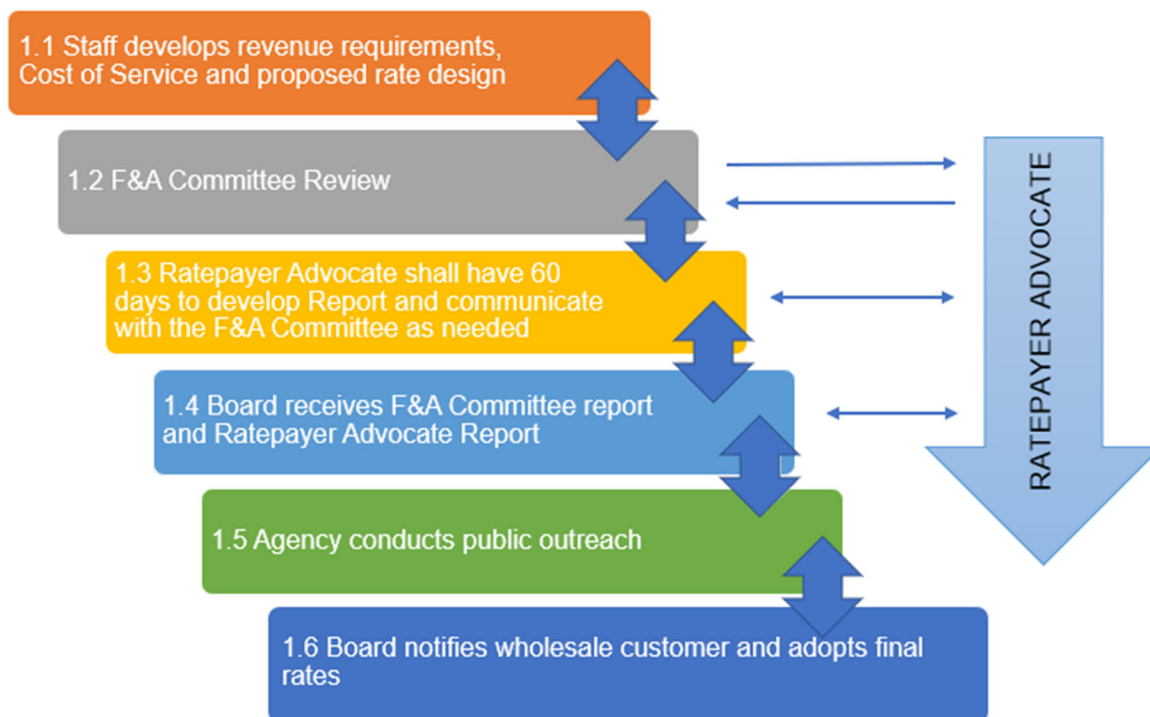 1.1 Staff develops revenue requirements,
Cost of Service and proposed rate design
1.2 F&A Committee Review
1.3 Ratepayer Advocate shall have 60
days to develop Report and communicate
with the F&A Committee as needed
1.4 Board receives F&A Committee report
and Ratepayer Advocate Report
1.5 Agency conducts public outreach
1.6 Board notifies wholesale customer and adopts final
rates
RATEPAYER ADVOCATE